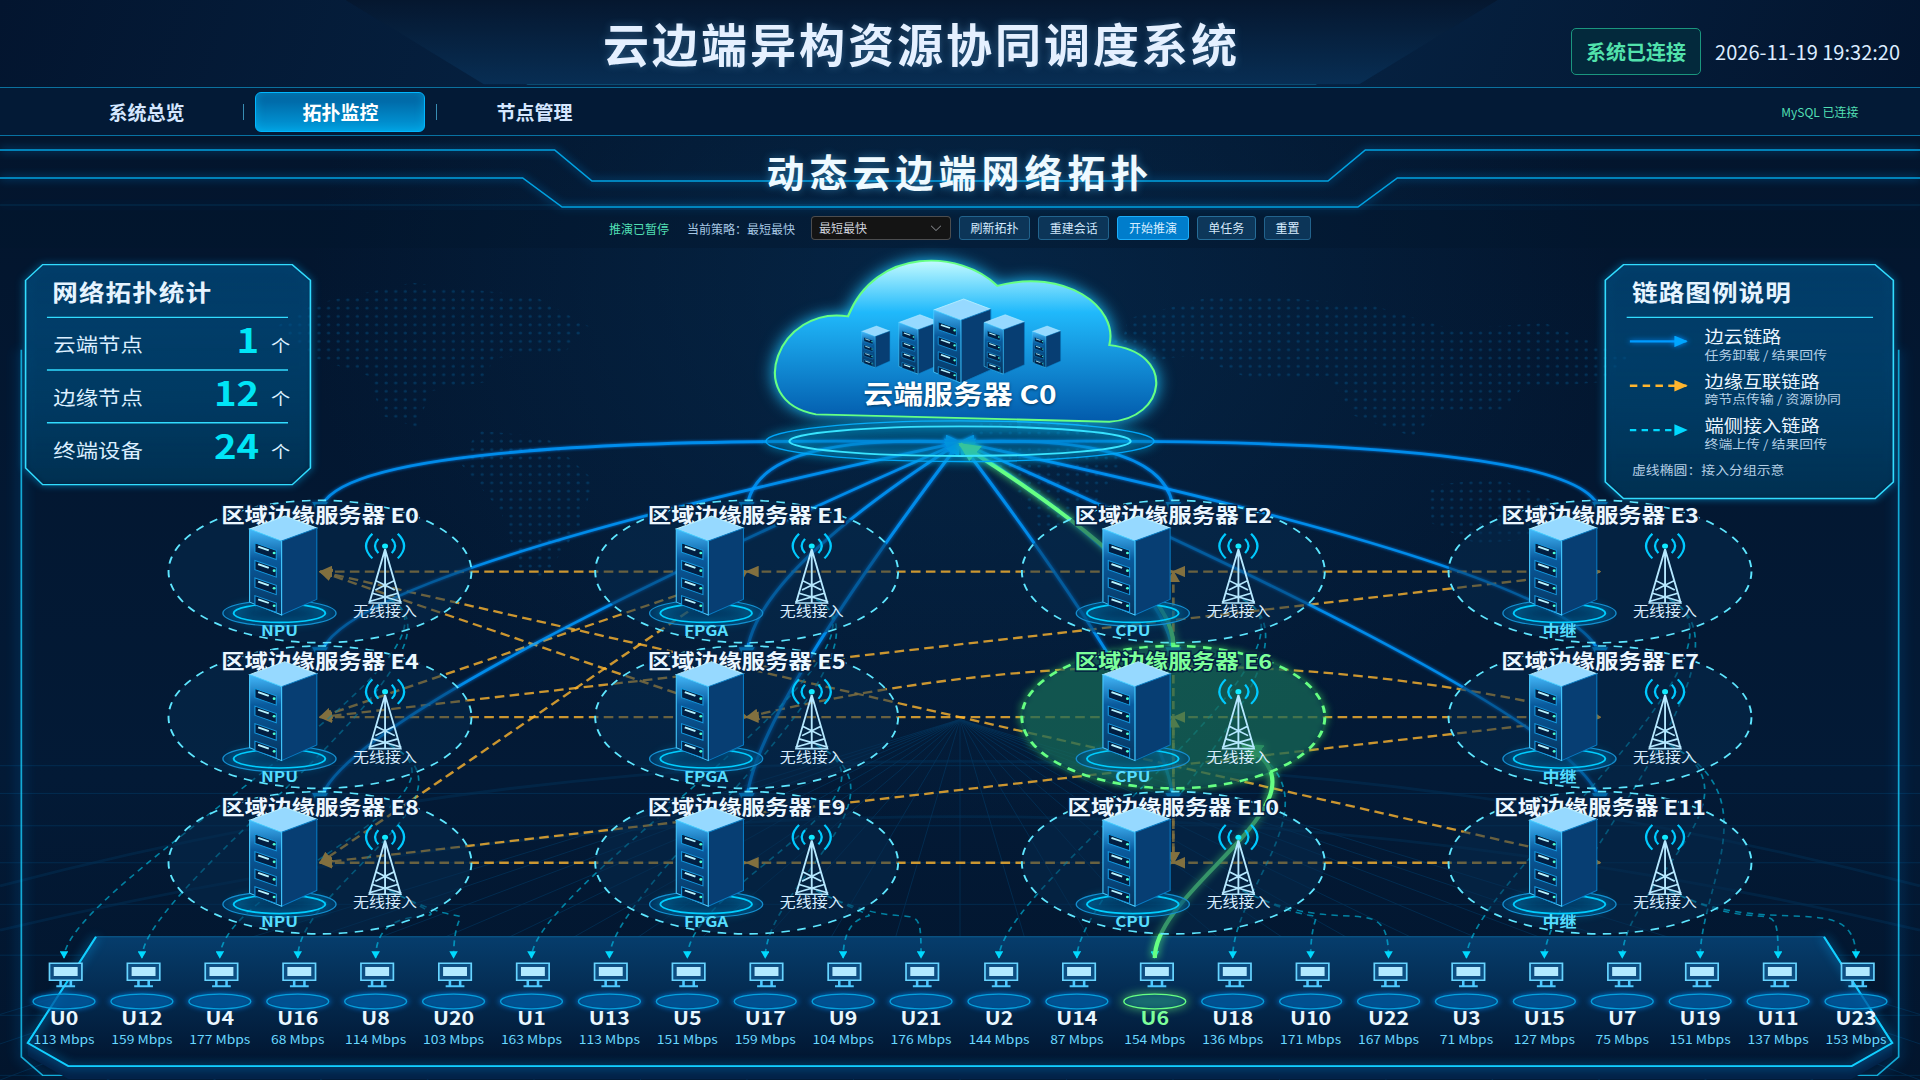 云边端异构资源协同调度系统
系统已连接
2026-11-19 19:32:20
系统总览
拓扑监控
节点管理
MySQL 已连接
动态云边端网络拓扑
推演已暂停
当前策略：最短最快
最短最快
刷新拓扑
重建会话
开始推演
单任务
重置
网络拓扑统计
云端节点 1 个
边缘节点 12 个
终端设备 24 个
链路图例说明
边云链路
任务卸载 / 结果回传
边缘互联链路
跨节点传输 / 资源协同
端侧接入链路
终端上传 / 结果回传
虚线椭圆：接入分组示意
云端服务器 C0
区域边缘服务器 E0
无线接入
NPU
区域边缘服务器 E1
无线接入
FPGA
区域边缘服务器 E2
无线接入
CPU
区域边缘服务器 E3
无线接入
中继
区域边缘服务器 E4
无线接入
NPU
区域边缘服务器 E5
无线接入
FPGA
区域边缘服务器 E6
无线接入
CPU
区域边缘服务器 E7
无线接入
中继
区域边缘服务器 E8
无线接入
NPU
区域边缘服务器 E9
无线接入
FPGA
区域边缘服务器 E10
无线接入
CPU
区域边缘服务器 E11
无线接入
中继
U0 U12 U4 U16 U8 U20 U1 U13 U5 U17 U9 U21 U2 U14 U6 U18 U10 U22 U3 U15 U7 U19 U11 U23
113 Mbps 159 Mbps 177 Mbps 68 Mbps 114 Mbps 103 Mbps 163 Mbps 113 Mbps 151 Mbps 159 Mbps 104 Mbps 176 Mbps 144 Mbps 87 Mbps 154 Mbps 136 Mbps 171 Mbps 167 Mbps 71 Mbps 127 Mbps 75 Mbps 151 Mbps 137 Mbps 153 Mbps